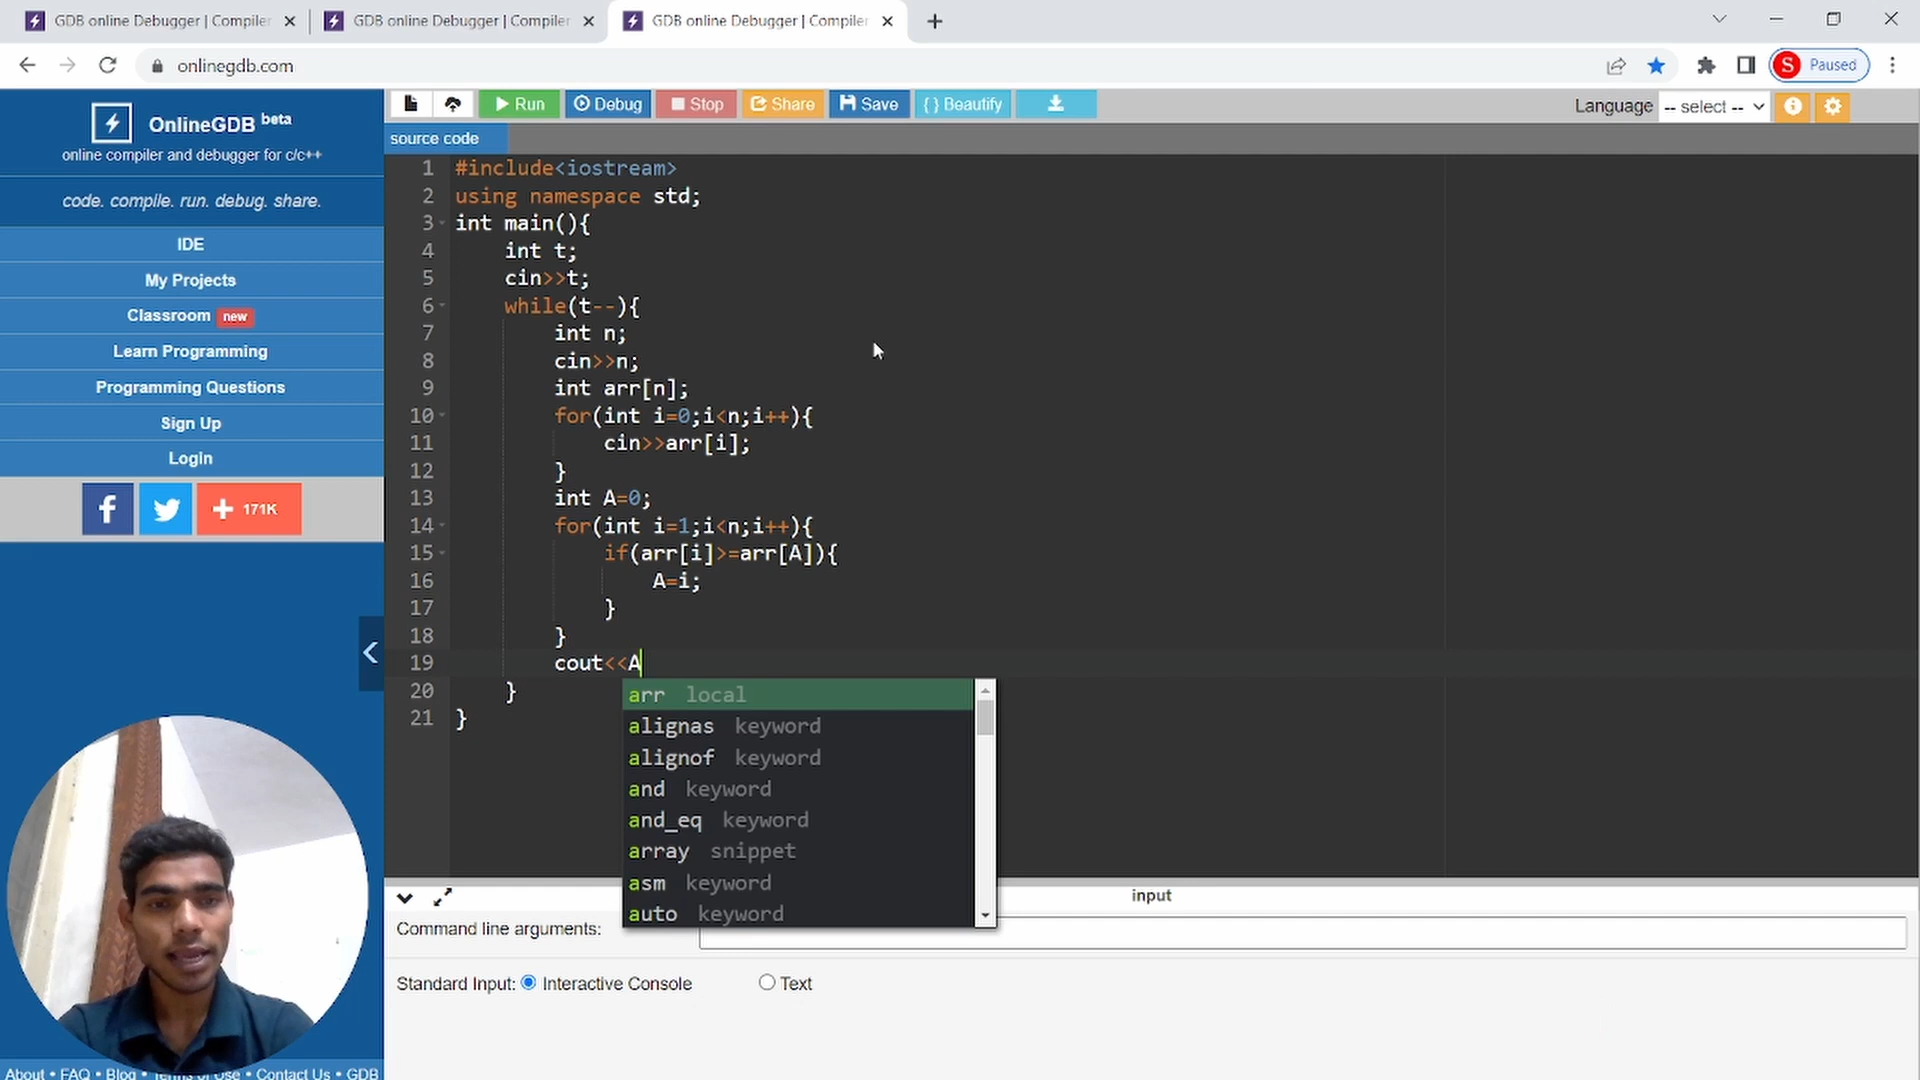 GDB online Debugger | Compiler
GDB online Debugger | Compiler
GDB online Debugger | Compiler
onlinegdb.com
S Paused
OnlineGDB beta
online compiler and debugger for c/c++
code. compile. run. debug. share.
IDE
My Projects
Classroom new
Learn Programming
Programming Questions
Sign Up
Login
f + 171K
Run Debug Stop Share Save { } Beautify
Language -- select --
source code
1 #include<iostream>
2 using namespace std;
3 int main(){
4 int t;
5 cin>>t;
6 while(t--){
7 int n;
8 cin>>n;
9 int arr[n];
10 for(int i=0;i<n;i++){
11 cin>>arr[i];
12 }
13 int A=0;
14 for(int i=1;i<n;i++){
15 if(arr[i]>=arr[A]){
16 A=i;
17 }
18 }
19 cout<<A
20 }
21 }
arr local
alignas keyword
alignof keyword
and keyword
and_eq keyword
array snippet
asm keyword
auto keyword
input
Command line arguments:
Standard Input: Interactive Console Text
About • FAQ • Blog • Terms of Use • Contact Us • GDB